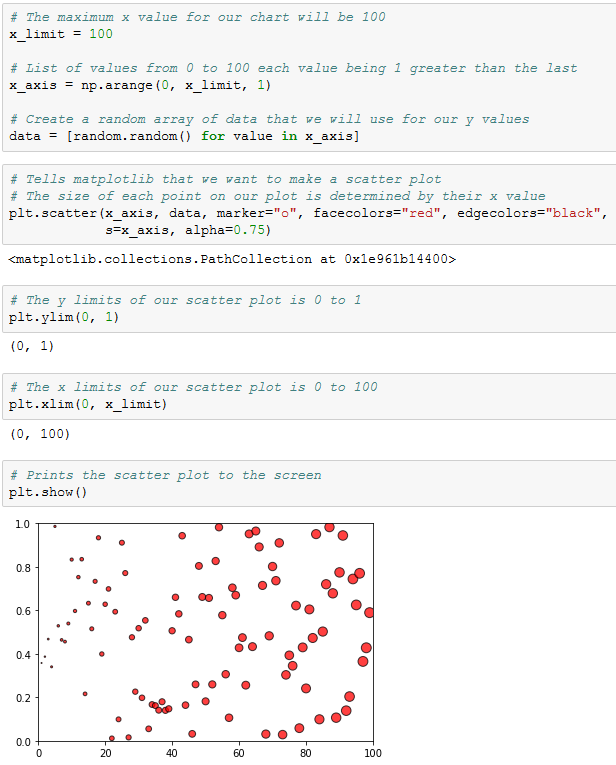 # The maximum x value for our chart will be 100
x_limit = 100
# List of values from 0 to 100 each value being 1 greater than the last
x_axis = np.arange(0, x_limit, 1)
# Create a random array of data that we will use for our y values
data = [random.random() for value in x_axis]
# Tells matplotlib that we want to make a scatter plot
# The size of each point on our plot is determined by their x value
plt.scatter(x_axis, data, marker="o", facecolors="red", edgecolors="black",
s=x_axis, alpha=0.75)
<matplotlib.collections.PathCollection at 0x1e961b14400>
# The y limits of our scatter plot is 0 to 1
plt.ylim(0, 1)
(0, 1)
# The x limits of our scatter plot is 0 to 100
plt.xlim(0, x_limit)
(0, 100)
# Prints the scatter plot to the screen
plt.show()
1.0
0.8
0.6
0.4
0.2
0.0
0 20 40 60 80 100